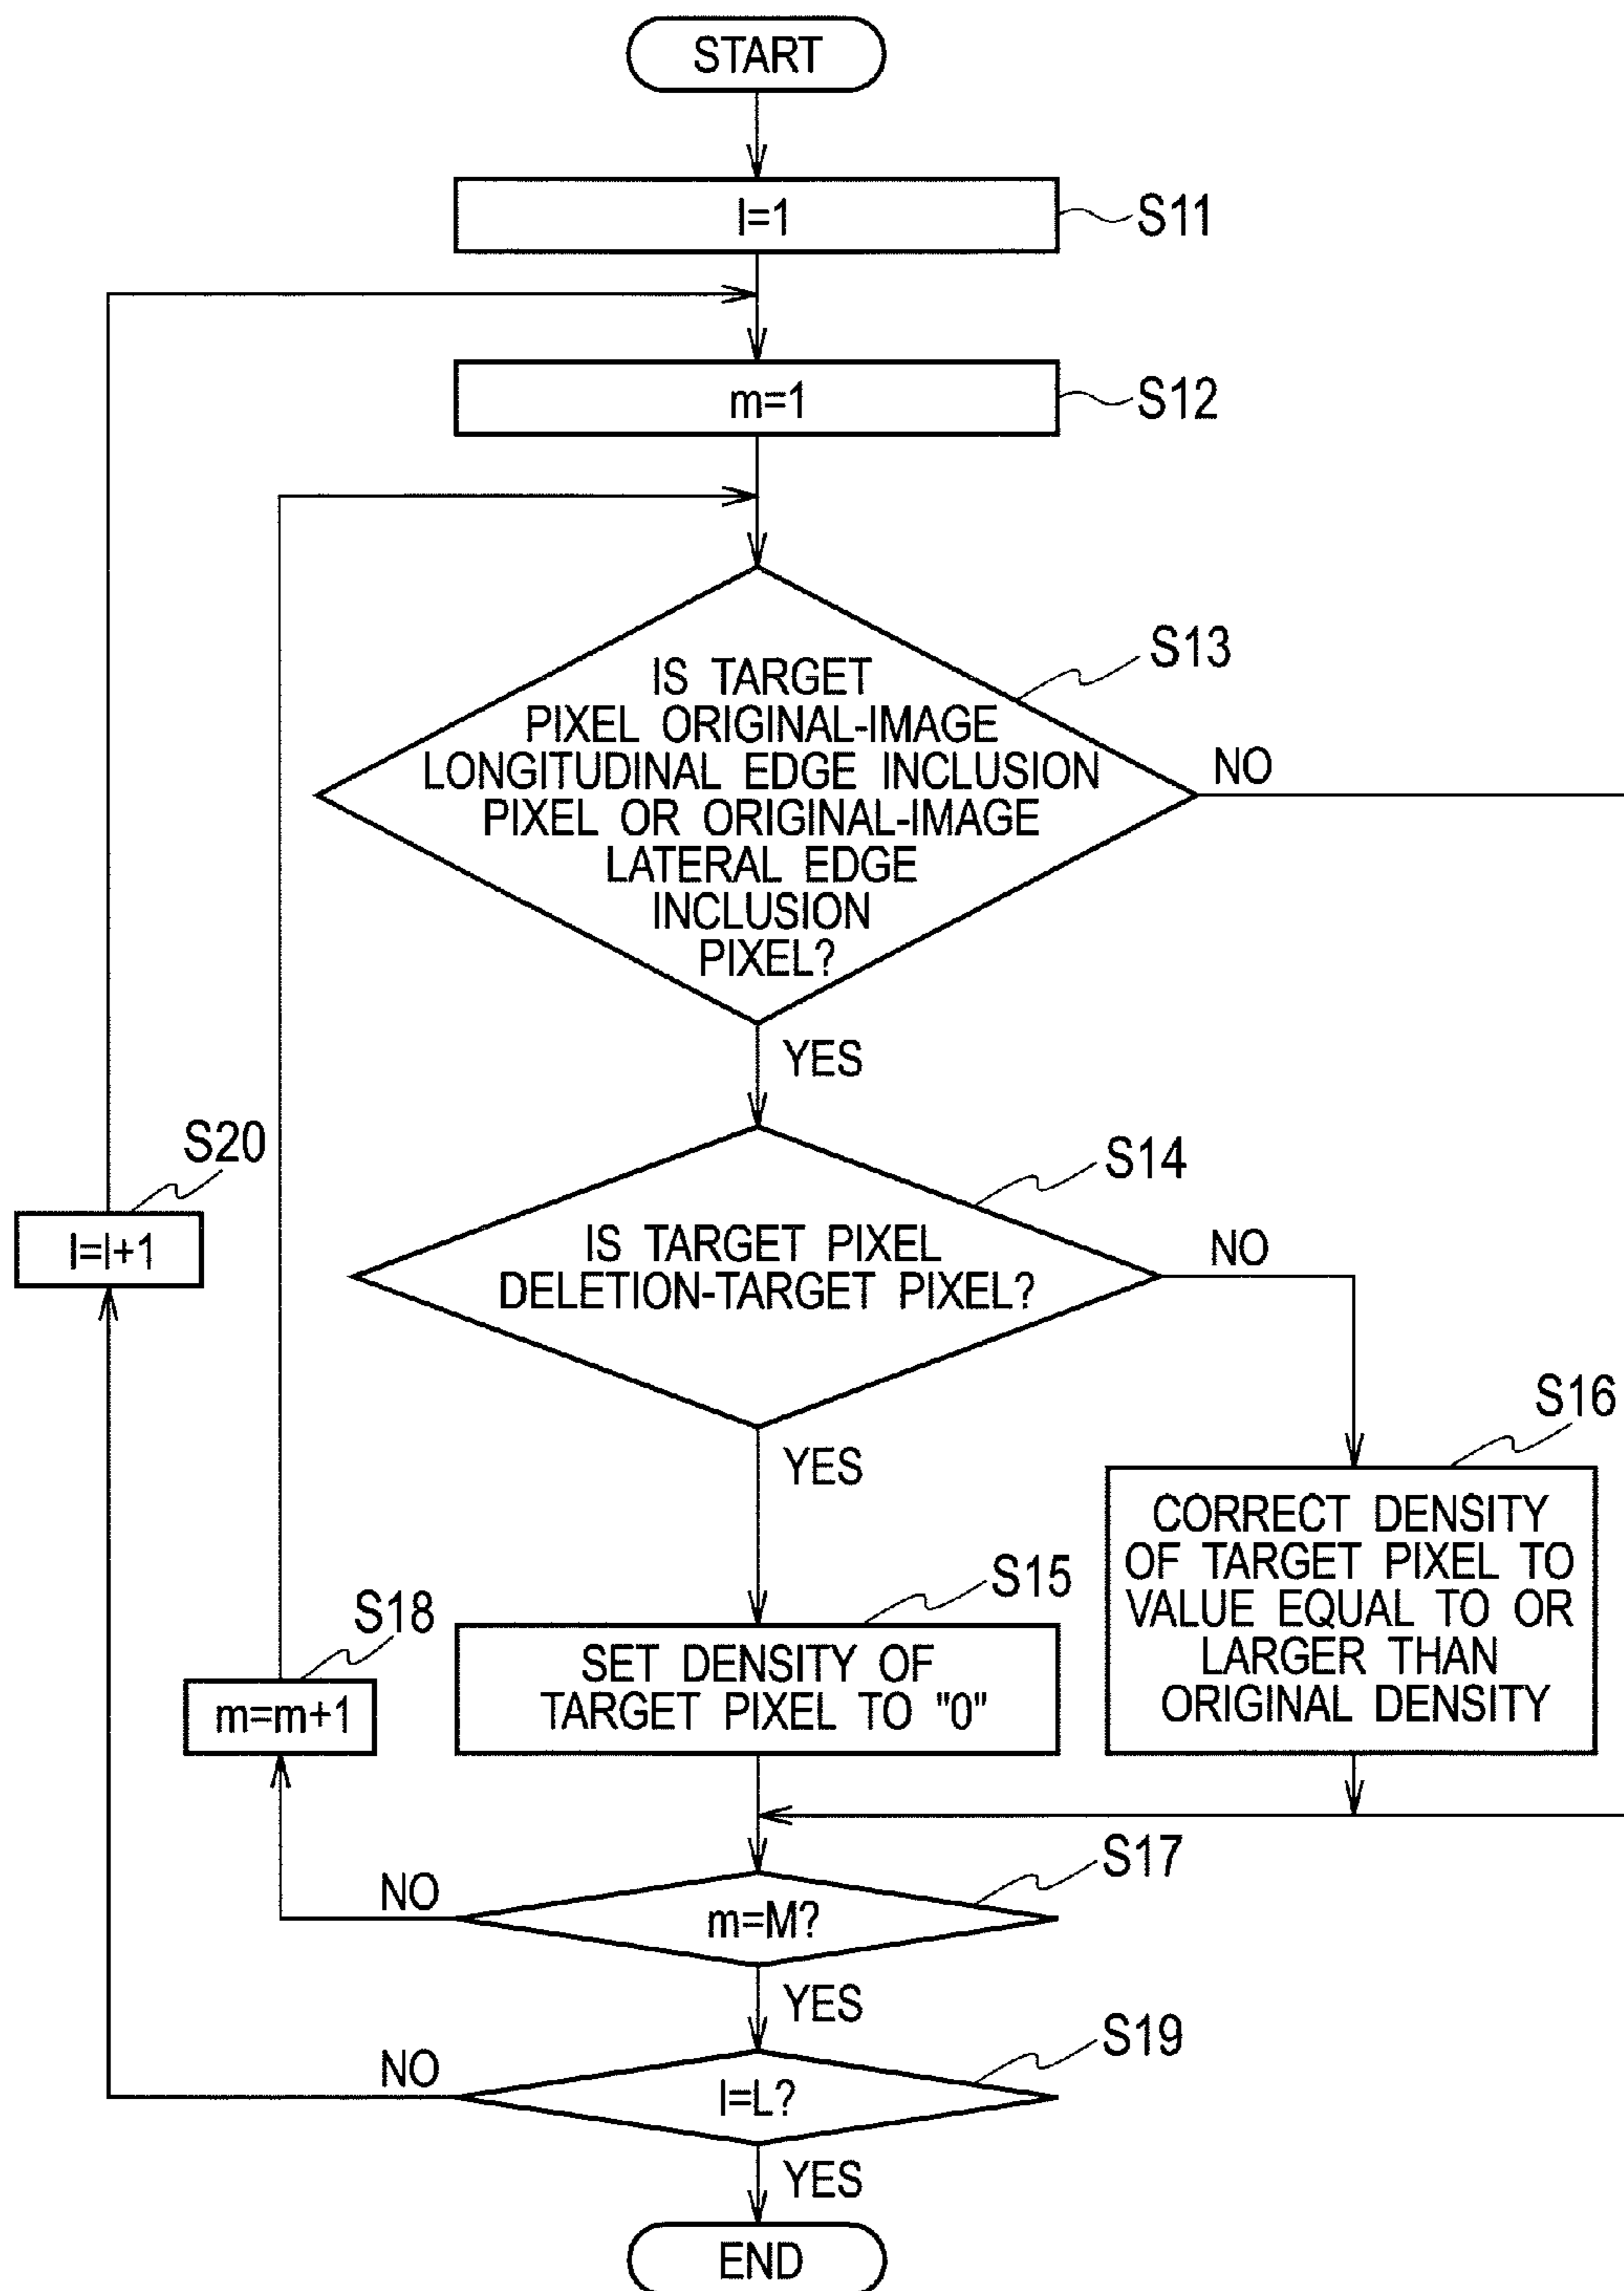 START
l=1
S11
m=1
S12
S13
IS TARGET
PIXEL ORIGINAL-IMAGE
LONGITUDINAL EDGE INCLUSION
PIXEL OR ORIGINAL-IMAGE
LATERAL EDGE
INCLUSION
PIXEL?
NO
YES
S20
l=l+1
S14
IS TARGET PIXEL
DELETION-TARGET PIXEL?
NO
YES
S16
CORRECT DENSITY
OF TARGET PIXEL TO
VALUE EQUAL TO OR
LARGER THAN
ORIGINAL DENSITY
S15
SET DENSITY OF
TARGET PIXEL TO "0"
S18
m=m+1
S17
NO
m=M?
YES
S19
NO
l=L?
YES
END